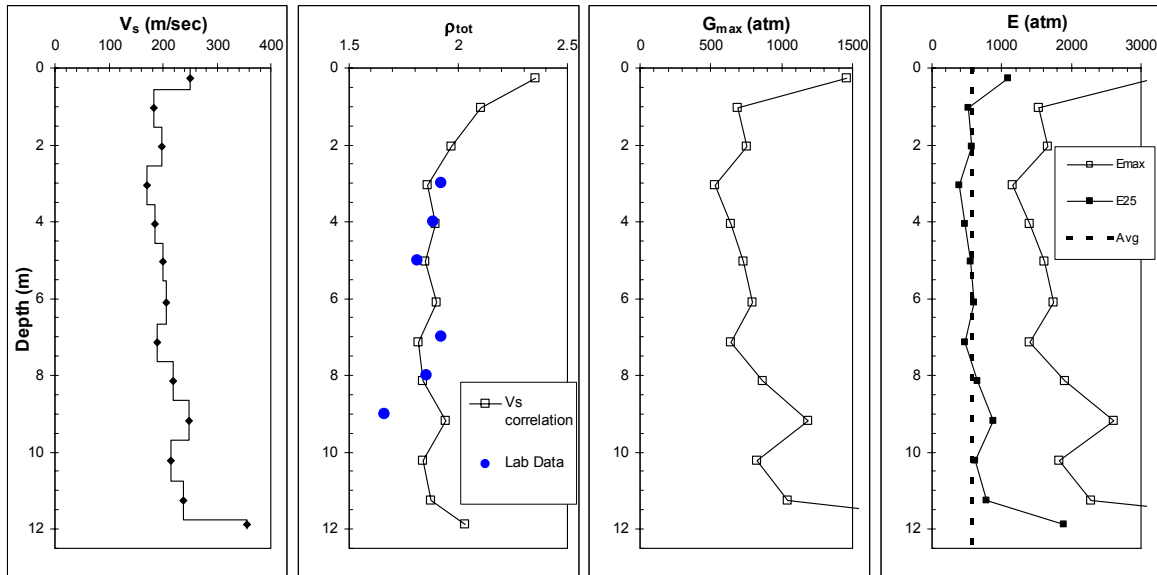 V_s (m/sec)
0 100 200 300 400
0
2
4
6
8
10
12
Depth (m)
ρ_tot
1.5 2 2.5
0
2
4
6
8
10
12
Vs
correlation
Lab Data
G_max (atm)
0 500 1000 1500
0
2
4
6
8
10
12
E (atm)
0 1000 2000 3000
0
2
4
6
8
10
12
Emax
E25
Avg